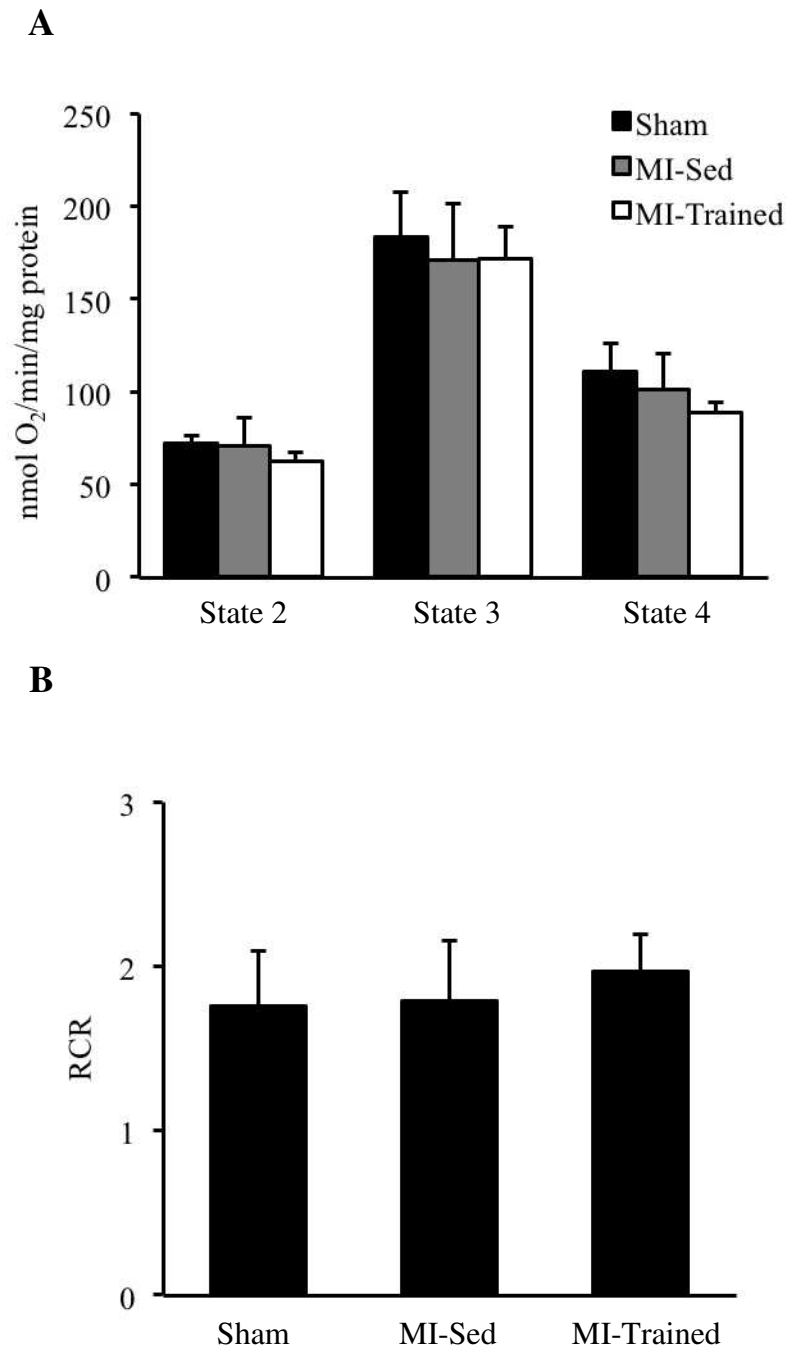 A
250
200
150
100
50
0
nmol O₂/min/mg protein
Sham
MI-Sed
MI-Trained
State 2 State 3 State 4
B
3
2
1
0
RCR
Sham MI-Sed MI-Trained